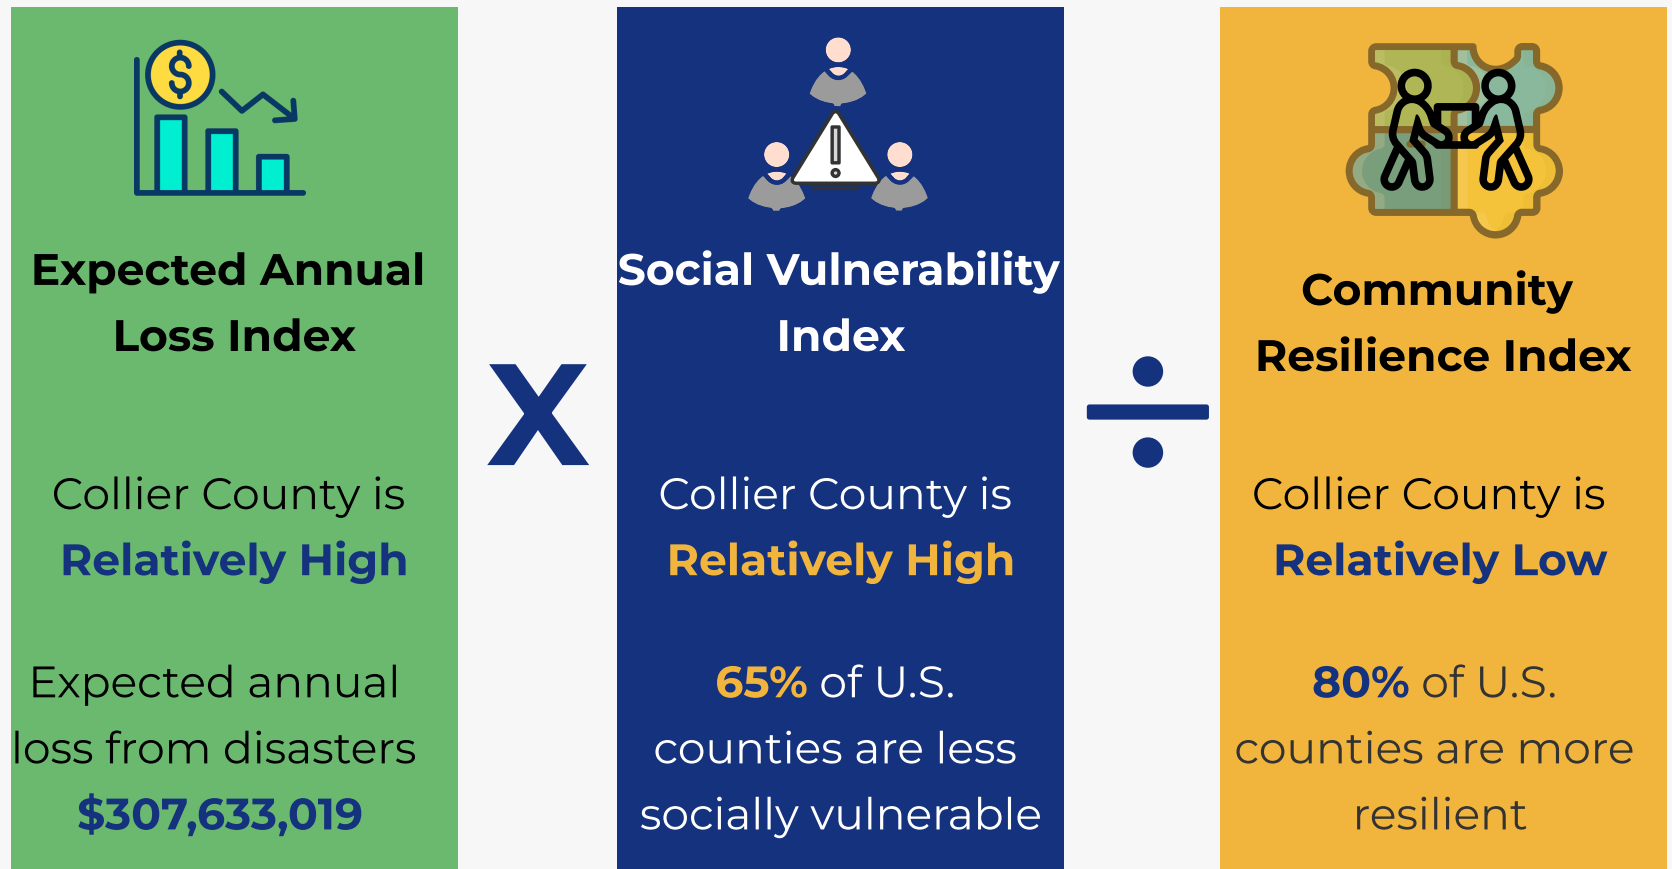 Expected Annual
Loss Index
Collier County is
Relatively High
Expected annual
loss from disasters
$307,633,019
X
Social Vulnerability
Index
Collier County is
Relatively High
65% of U.S.
counties are less
socially vulnerable
÷
Community
Resilience Index
Collier County is
Relatively Low
80% of U.S.
counties are more
resilient